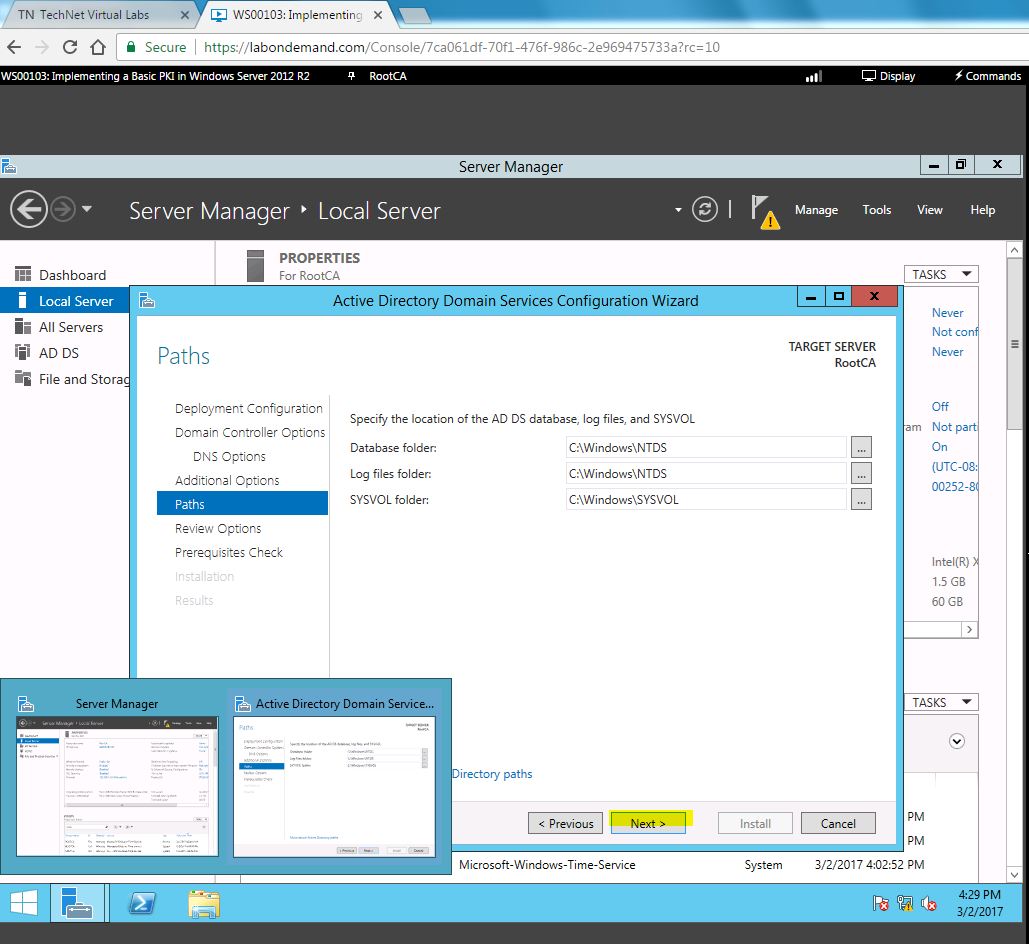 TN TechNet Virtual Labs
WS00103: Implementing
Secure https://labondemand.com/Console/7ca061df-70f1-476f-986c-2e969475733a?rc=10
WS00103: Implementing a Basic PKI in Windows Server 2012 R2 RootCA Display Commands
Server Manager
Server Manager Local Server Manage Tools View Help
PROPERTIES
For RootCA
TASKS
Dashboard
Local Server
All Servers
AD DS
File and Storag
Never
Not conf
Never
Off
am Not parti
On
(UTC-08:
00252-80
Intel(R) X
1.5 GB
60 GB
TASKS
Active Directory Domain Services Configuration Wizard
Paths
TARGET SERVER
RootCA
Deployment Configuration
Domain Controller Options
DNS Options
Additional Options
Paths
Review Options
Prerequisites Check
Installation
Results
Specify the location of the AD DS database, log files, and SYSVOL
Database folder: C:\Windows\NTDS ...
Log files folder: C:\Windows\NTDS ...
SYSVOL folder: C:\Windows\SYSVOL ...
Directory paths
< Previous Next > Install Cancel
Server Manager
Active Directory Domain Service...
PM
PM
Microsoft-Windows-Time-Service System 3/2/2017 4:02:52 PM
4:29 PM
3/2/2017